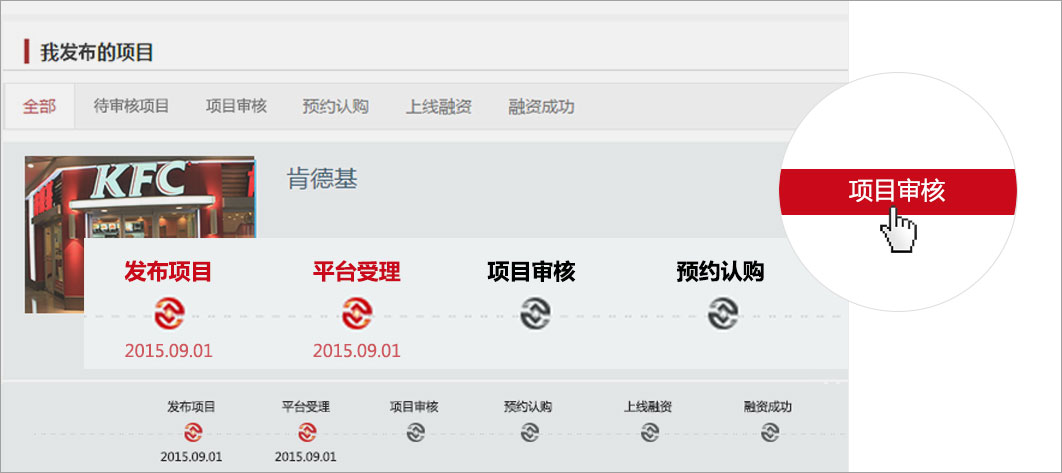 我发布的项目
全部 待审核项目 项目审核 预约认购 上线融资 融资成功
KFC
肯德基
肯德基
项目审核
发布项目 平台受理 项目审核 预约认购
2015.09.01 2015.09.01
发布项目 平台受理 项目审核 预约认购 上线融资 融资成功
2015.09.01 2015.09.01